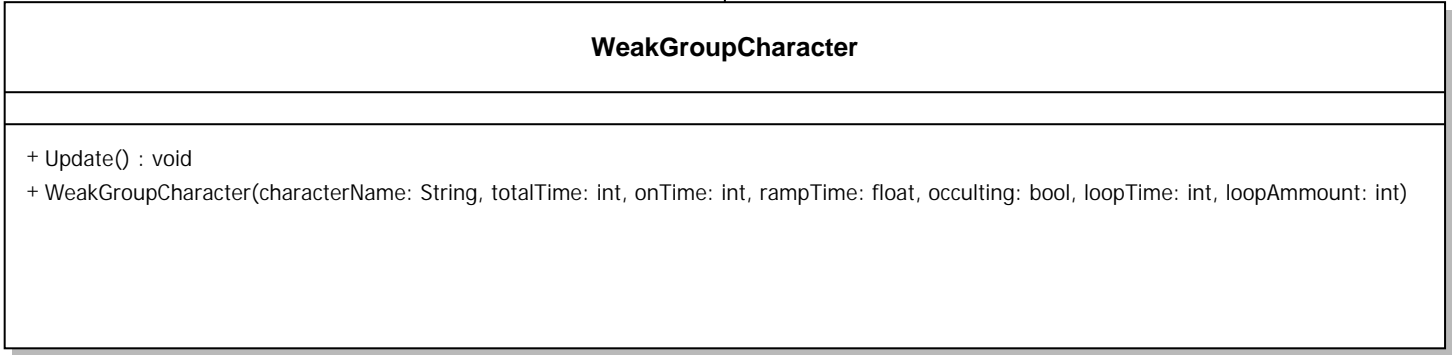 WeakGroupCharacter
+ Update() : void
+ WeakGroupCharacter(characterName: String, totalTime: int, onTime: int, rampTime: float, occulting: bool, loopTime: int, loopAmmount: int)